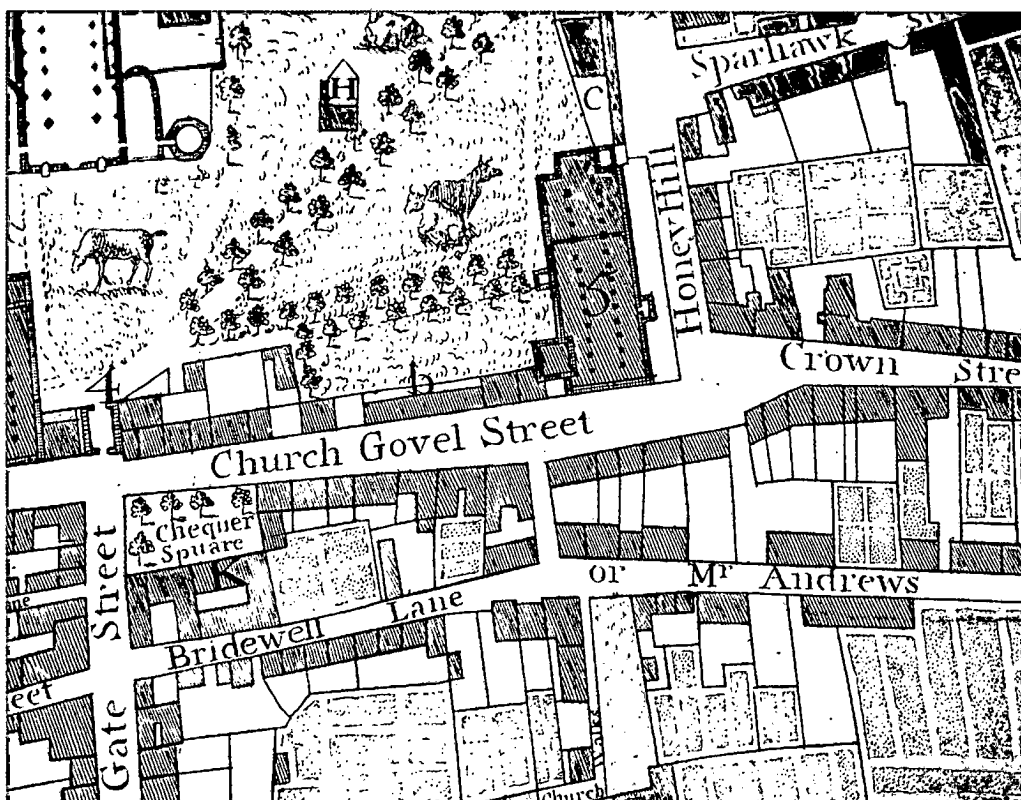 Sparhawk
H
C
Honey Hill
3
4
b
Crown Stre
Church Govel Street
Chequer
Square
K
Gate Street
Bridewell Lane or Mr Andrews
eet
Church